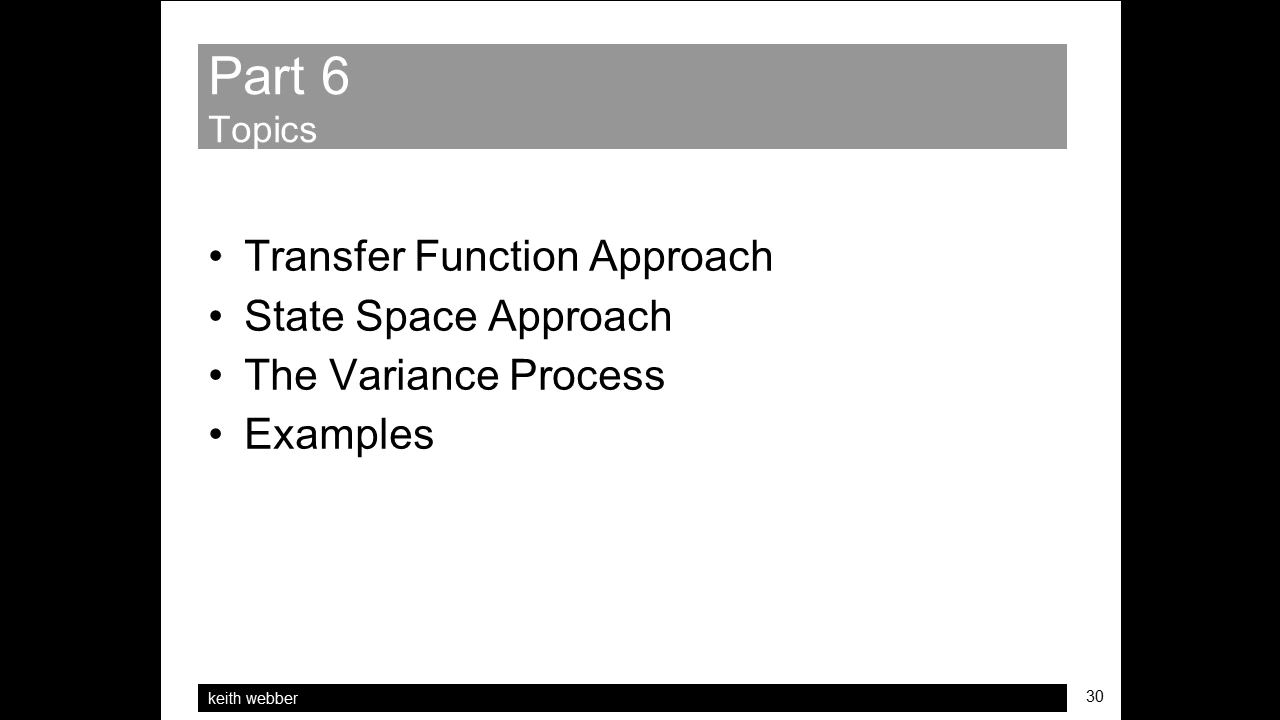 Part 6
Topics
• Transfer Function Approach
• State Space Approach
• The Variance Process
• Examples
keith webber
30